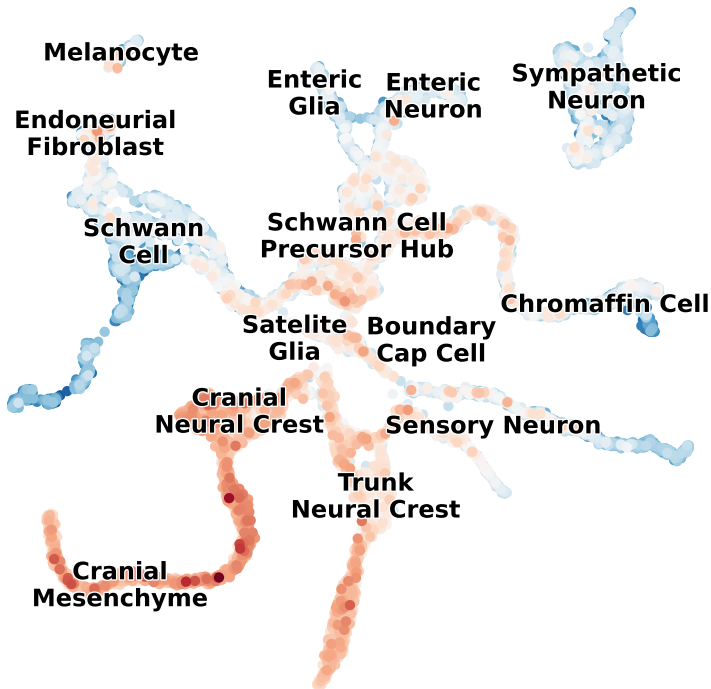 Melanocyte
Enteric
Glia
Enteric
Neuron
Sympathetic
Neuron
Endoneurial
Fibroblast
Schwann
Cell
Schwann Cell
Precursor Hub
Chromaffin Cell
Satelite
Glia
Boundary
Cap Cell
Cranial
Neural Crest
Sensory Neuron
Trunk
Neural Crest
Cranial
Mesenchyme